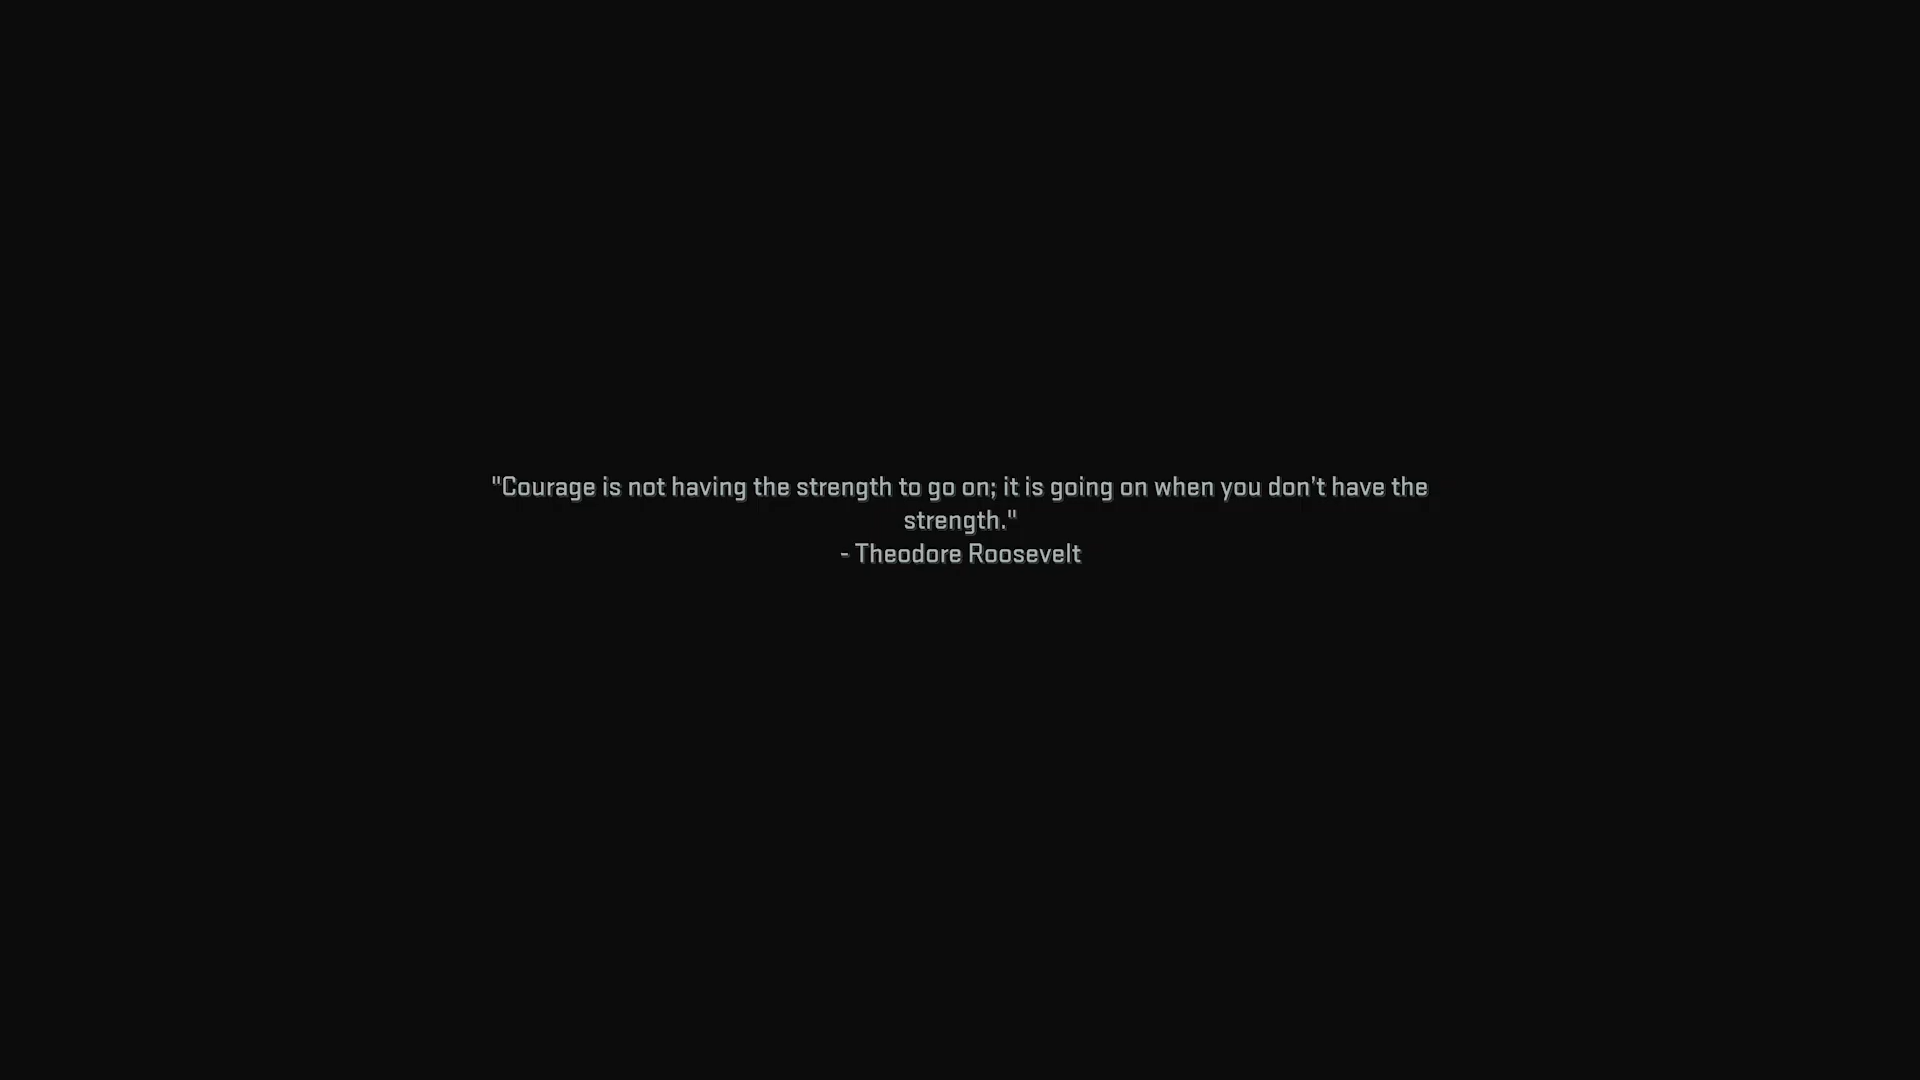 "Courage is not having the strength to go on; it is going on when you don't have the
strength."
- Theodore Roosevelt